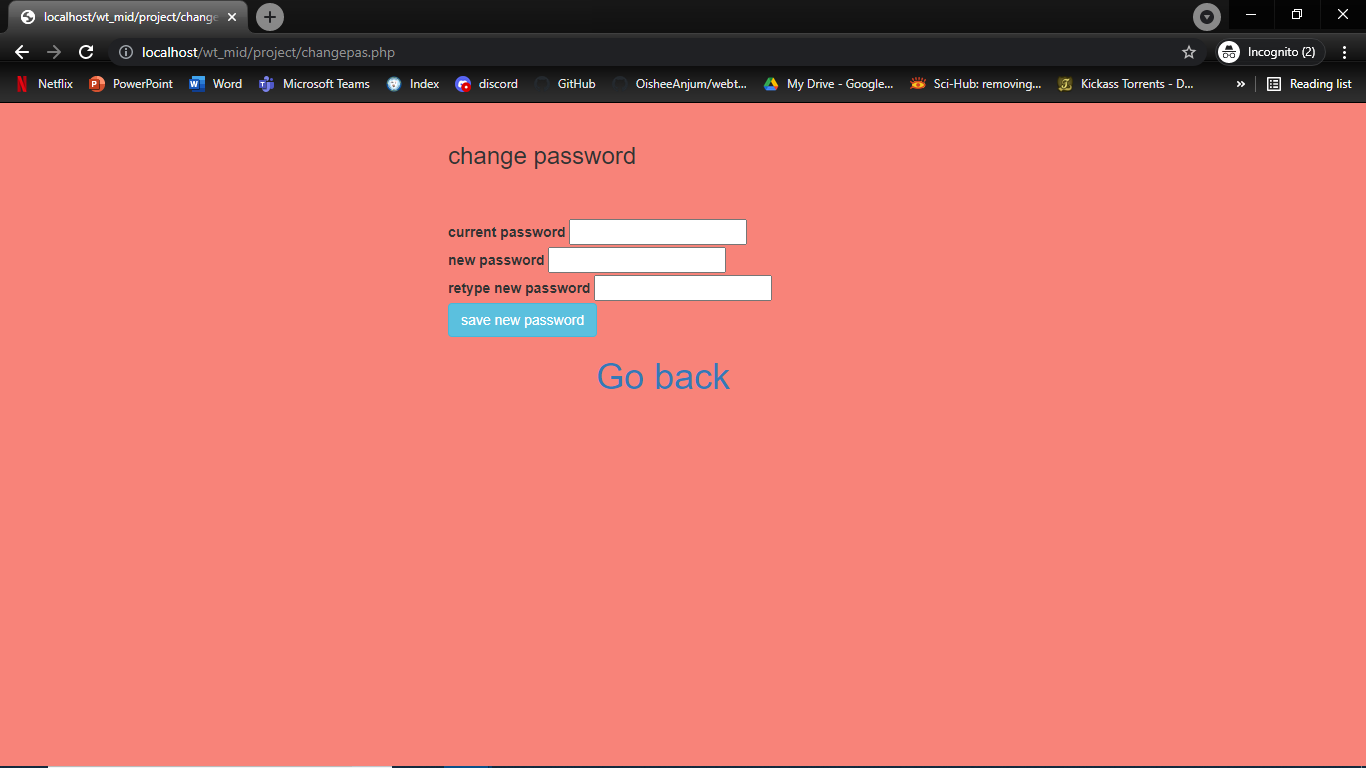 localhost/wt_mid/project/change
localhost/wt_mid/project/changepas.php
Incognito (2)
Netflix PowerPoint Word Microsoft Teams Index discord GitHub OisheeAnjum/webt... My Drive - Google... Sci-Hub: removing... Kickass Torrents - D... » Reading list
change password
current password
new password
retype new password
save new password
Go back